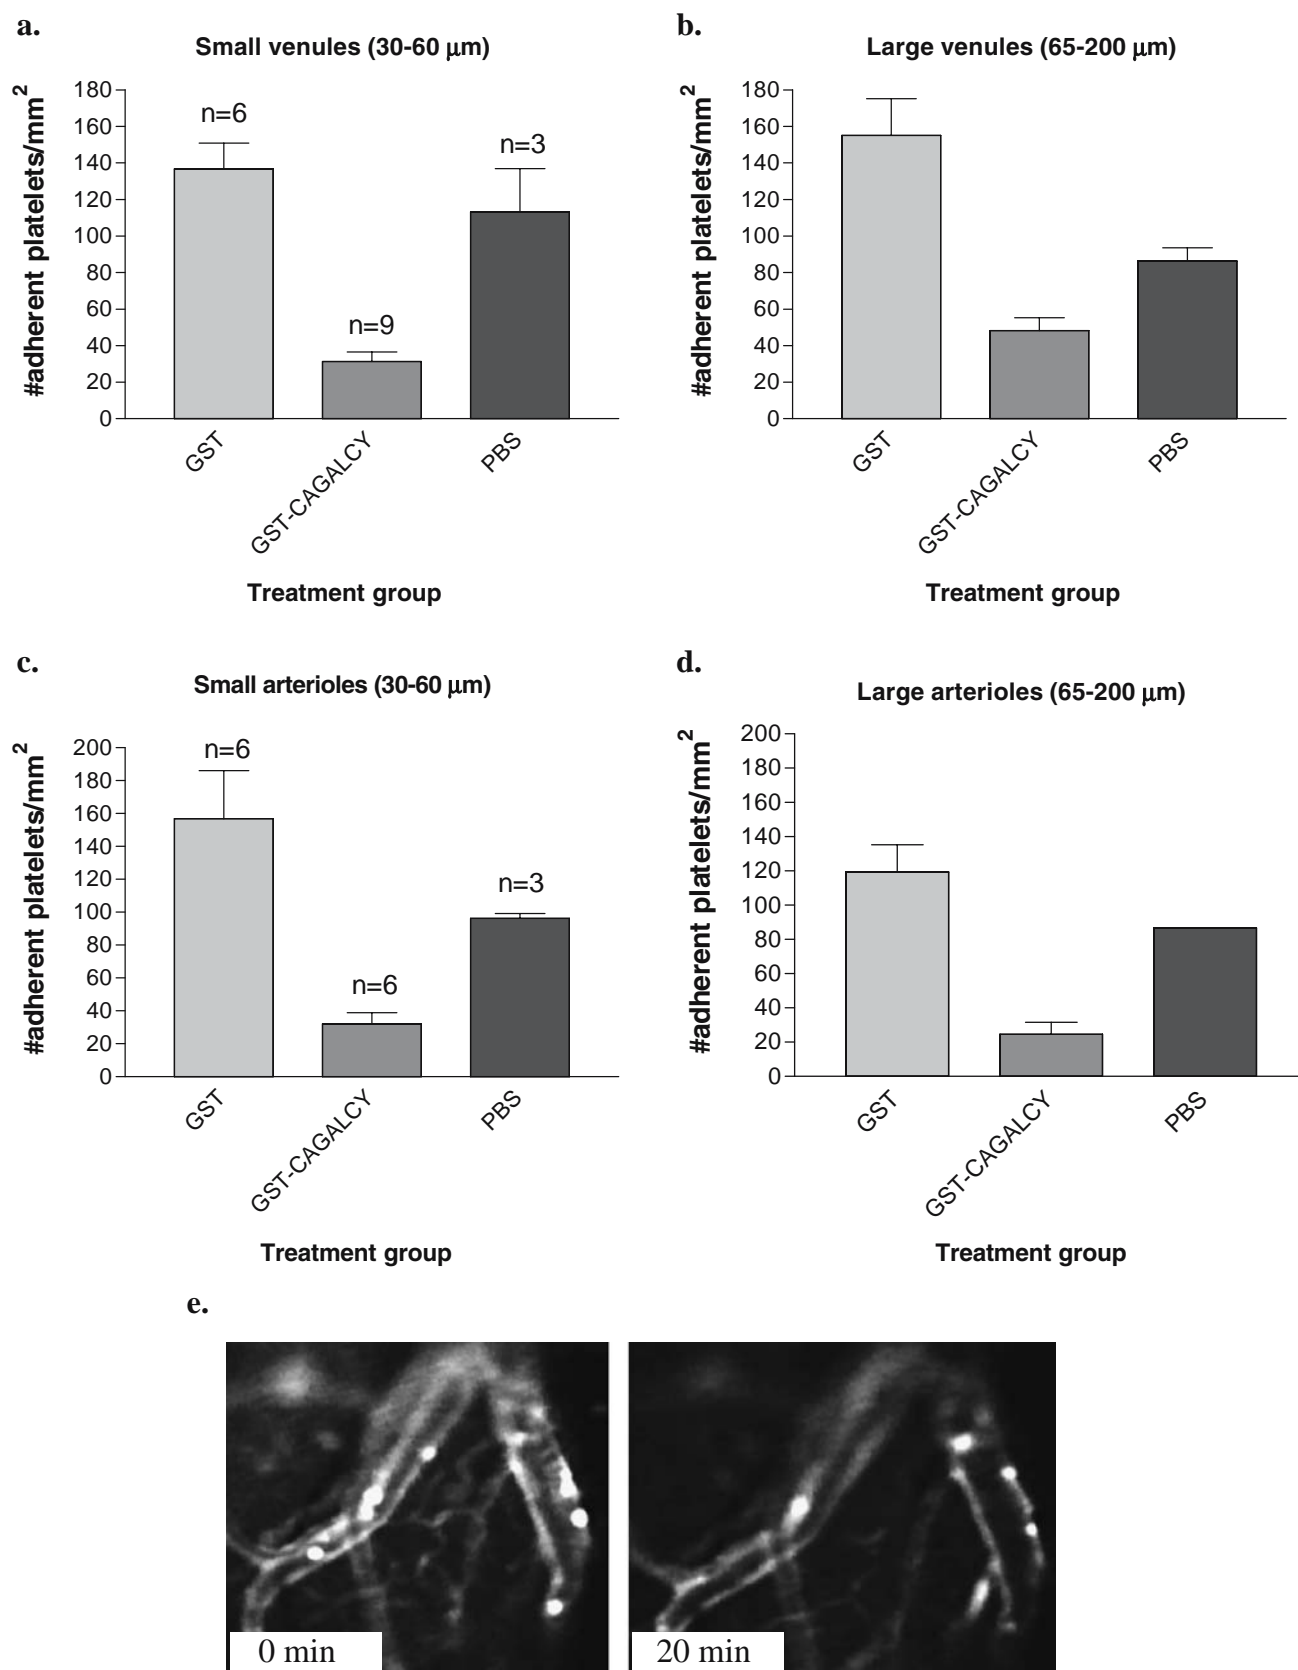 a.
Small venules (30-60 μm)
#adherent platelets/mm²
180
160
140
120
100
80
60
40
20
0
n=6
n=9
n=3
GST
GST-CAGALCY
PBS
Treatment group
b.
Large venules (65-200 μm)
#adherent platelets/mm²
180
160
140
120
100
80
60
40
20
0
GST
GST-CAGALCY
PBS
Treatment group
c.
Small arterioles (30-60 μm)
#adherent platelets/mm²
200
180
160
140
120
100
80
60
40
20
0
n=6
n=6
n=3
GST
GST-CAGALCY
PBS
Treatment group
d.
Large arterioles (65-200 μm)
#adherent platelets/mm²
200
180
160
140
120
100
80
60
40
20
0
GST
GST-CAGALCY
PBS
Treatment group
e.
0 min
20 min